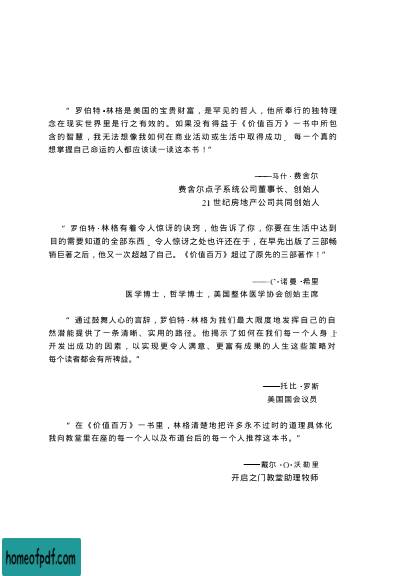 “ 罗伯特•林格是美国的宝贵财富，是罕见的哲人，他所奉行的独特理
念在现实世界里是行之有效的。如果没有得益于《价值百万》一书中所包
含的智慧，我无法想像我如何在商业活动或生活中取得成功。每一个真的
想掌握自己命运的人都应该读一读这本书！”
——马什·费舍尔
费舍尔点子系统公司董事长、创始人
21 世纪房地产公司共同创始人
“ 罗伯特·林格有着令人惊讶的诀窍，他告诉了你，你要在生活中达到
目的需要知道的全部东西。令人惊讶之处也许还在于，在早先出版了三部畅
销巨著之后，他又一次超越了自己。《价值百万》超过了原先的三部著作！”
——C·诺曼·希里
医学博士，哲学博士，美国整体医学协会创始主席
“ 通过鼓舞人心的言辞，罗伯特·林格为我们最大限度地发挥自己的自
然潜能提供了一条清晰、实用的路径。他揭示了如何在我们每一个人身上
开发出成功的因素，以实现更令人满意、更富有成果的人生这些策略对
每个读者都会有所裨益。”
——托比·罗斯
美国国会议员
“ 在《价值百万》一书里，林格清楚地把许多永不过时的道理具体化
我向教堂里在座的每一个人以及布道台后的每一个人推荐这本书。”
——戴尔·O·沃勒里
开启之门教堂助理牧师
homeofpdf.com